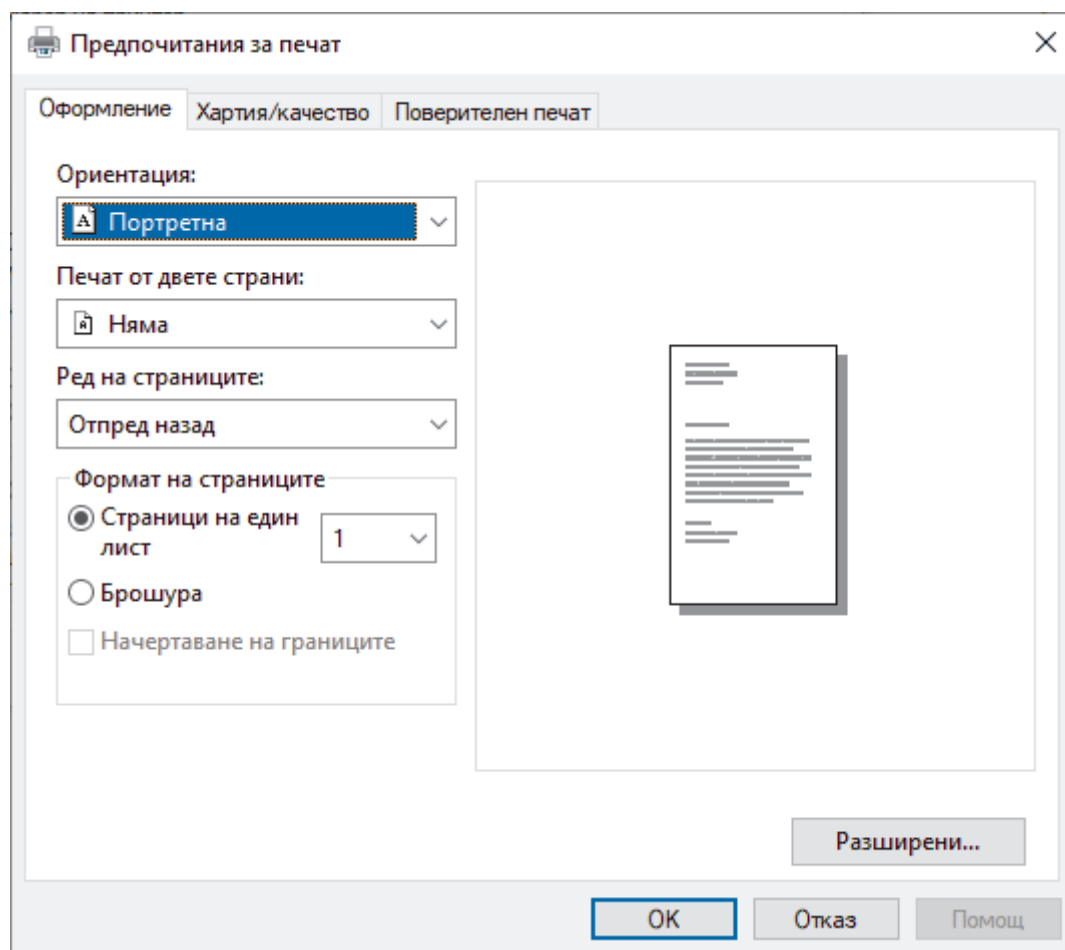 Предпочитания за печат
Оформление Хартия/качество Поверителен печат
Ориентация:
Портретна
Печат от двете страни:
Няма
Ред на страниците:
Отпред назад
Формат на страниците
Страници на един
лист
1
Брошура
Начертаване на границите
Разширени...
OK Отказ Помощ